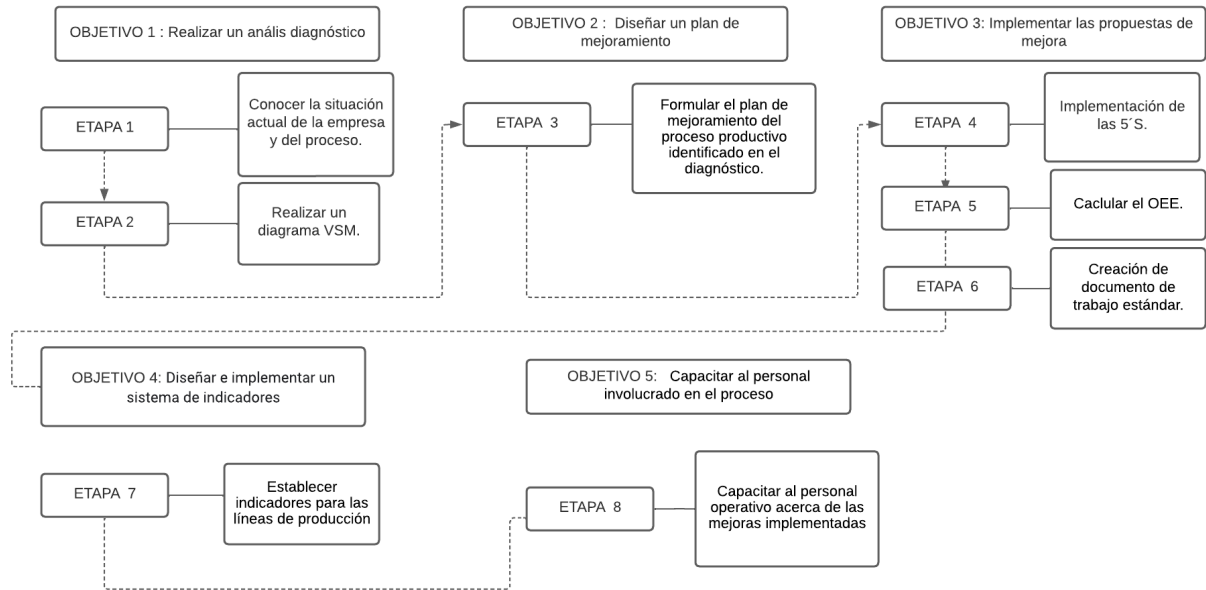 OBJETIVO 1 : Realizar un anális diagnóstico
OBJETIVO 2 :  Diseñar un plan de
mejoramiento
OBJETIVO 3: Implementar las propuestas de
mejora
ETAPA 1
Conocer la situación
actual de la empresa
y del proceso.
ETAPA 2
Realizar un
diagrama VSM.
ETAPA  3
Formular el plan de
mejoramiento del
proceso productivo
identificado en el
diagnóstico.
ETAPA  4
Implementación de
las 5´S.
ETAPA  5
Caclular el OEE.
ETAPA  6
Creación de
documento de
trabajo estándar.
OBJETIVO 4: Diseñar e implementar un
sistema de indicadores
OBJETIVO 5:   Capacitar al personal
involucrado en el proceso
ETAPA  7
Establecer
indicadores para las
líneas de producción
ETAPA  8
Capacitar al personal
operativo acerca de las
mejoras implementadas